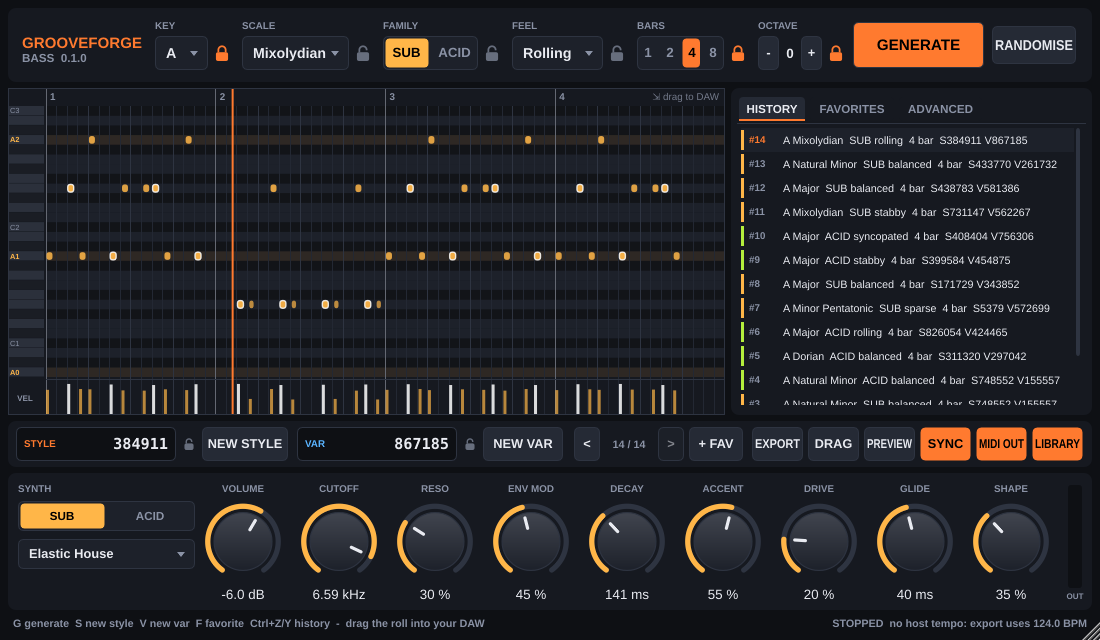 GROOVEFORGE
BASS 0.1.0
KEY
A
SCALE
Mixolydian
FAMILY
SUB ACID
FEEL
Rolling
BARS
1 2 4 8
OCTAVE
- 0 +
GENERATE
RANDOMISE
1 2 3 4 drag to DAW
C3
A2
C2
A1
C1
A0
VEL
HISTORY FAVORITES ADVANCED
#14 A Mixolydian SUB rolling 4 bar S384911 V867185
#13 A Natural Minor SUB balanced 4 bar S433770 V261732
#12 A Major SUB balanced 4 bar S438783 V581386
#11 A Mixolydian SUB stabby 4 bar S731147 V562267
#10 A Major ACID syncopated 4 bar S408404 V756306
#9 A Major ACID stabby 4 bar S399584 V454875
#8 A Major SUB balanced 4 bar S171729 V343852
#7 A Minor Pentatonic SUB sparse 4 bar S5379 V572699
#6 A Major ACID rolling 4 bar S826054 V424465
#5 A Dorian ACID balanced 4 bar S311320 V297042
#4 A Natural Minor ACID balanced 4 bar S748552 V155557
#3 A Natural Minor SUB balanced 4 bar S748552 V155557
STYLE 384911 NEW STYLE VAR 867185 NEW VAR < 14 / 14 > + FAV EXPORT DRAG PREVIEW SYNC MIDI OUT LIBRARY
SYNTH
SUB ACID
Elastic House
VOLUME CUTOFF RESO ENV MOD DECAY ACCENT DRIVE GLIDE SHAPE
-6.0 dB 6.59 kHz 30 % 45 % 141 ms 55 % 20 % 40 ms 35 %
OUT
G generate S new style V new var F favorite Ctrl+Z/Y history - drag the roll into your DAW
STOPPED no host tempo: export uses 124.0 BPM